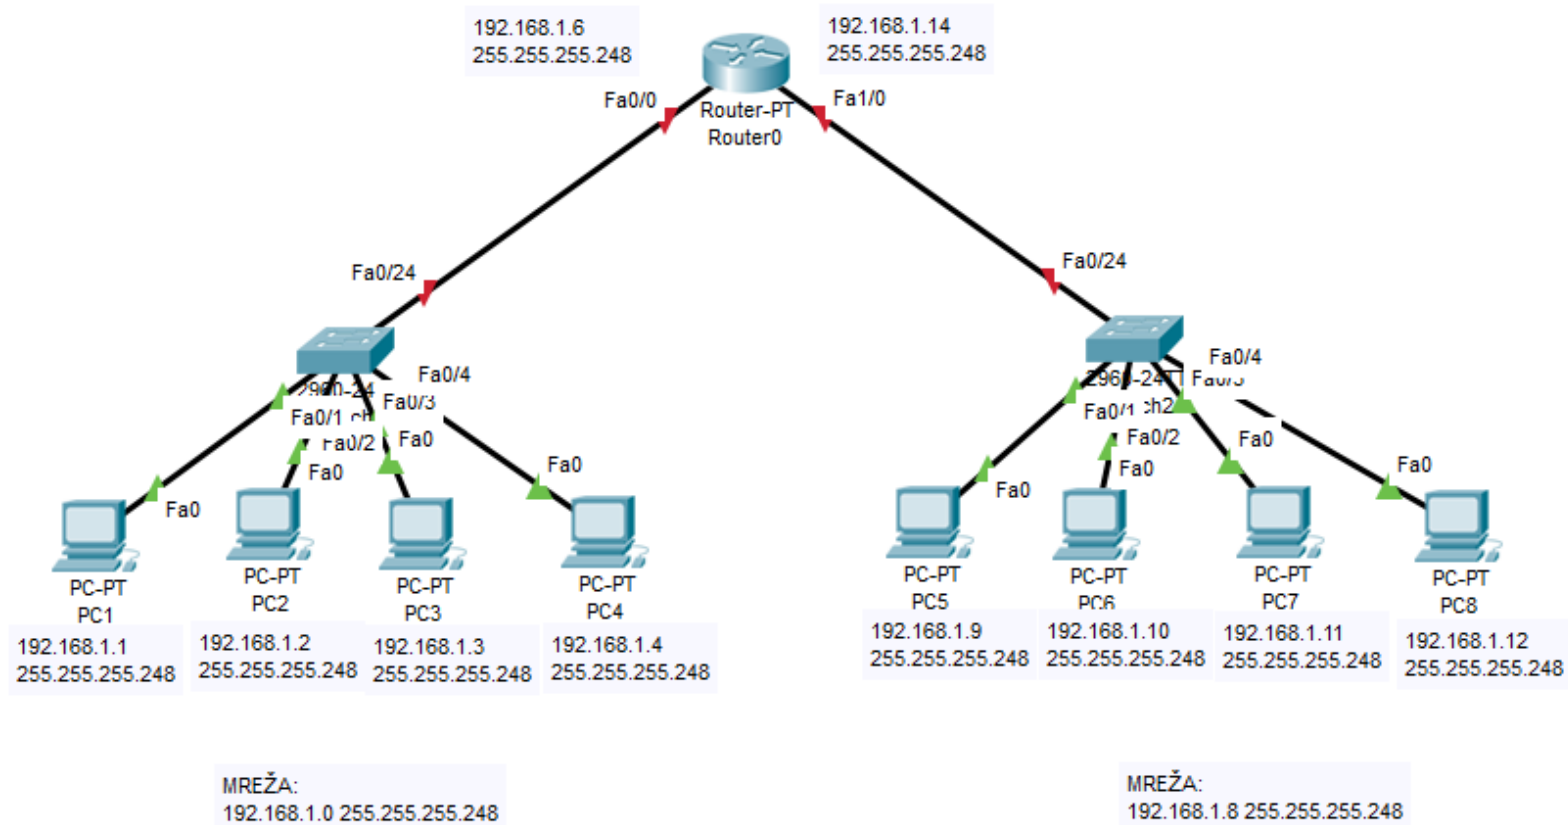 192.168.1.6
255.255.255.248
192.168.1.14
255.255.255.248
Fa0/0
Fa1/0
Router-PT
Router0
Fa0/24
Fa0/24
Fa0/4
Fa0/3
Fa0/1
Fa0/2
Fa0
Fa0
Fa0
Fa0
Fa0/4
Fa0/1
ch2
Fa0/2
Fa0
Fa0
Fa0
Fa0
PC-PT
PC1
192.168.1.1
255.255.255.248
PC-PT
PC2
192.168.1.2
255.255.255.248
PC-PT
PC3
192.168.1.3
255.255.255.248
PC-PT
PC4
192.168.1.4
255.255.255.248
PC-PT
PC5
192.168.1.9
255.255.255.248
PC-PT
PC6
192.168.1.10
255.255.255.248
PC-PT
PC7
192.168.1.11
255.255.255.248
PC-PT
PC8
192.168.1.12
255.255.255.248
MREŽA:
192.168.1.0 255.255.255.248
MREŽA:
192.168.1.8 255.255.255.248